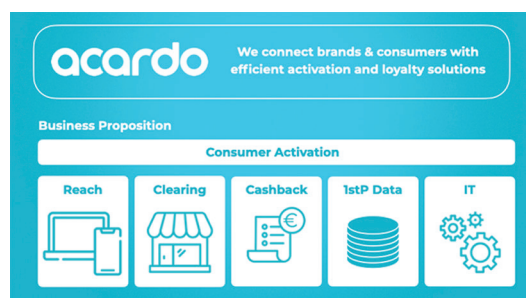 acardo
We connect brands & consumers with
efficient activation and loyalty solutions
Business Proposition
Consumer Activation
Reach
Clearing
Cashback
1stP Data
IT
€